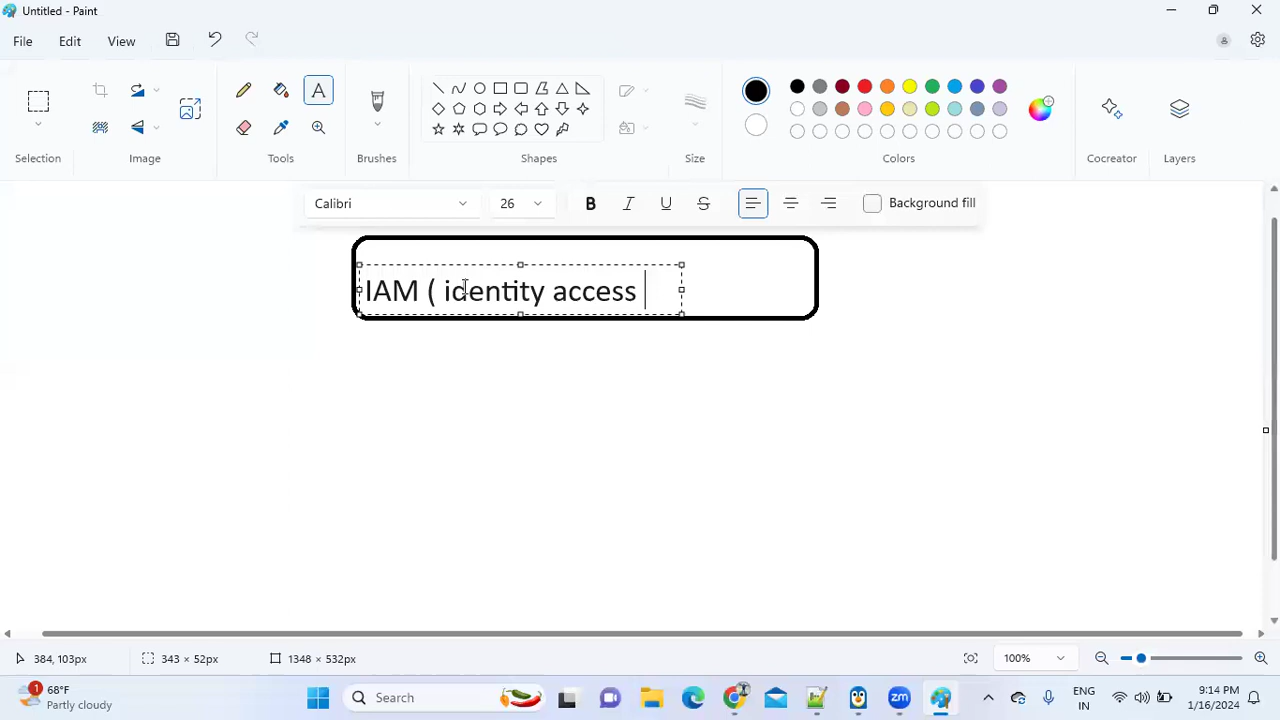 Untitled - Paint
File Edit View
Selection Image Tools Brushes Shapes Size Colors Cocreator Layers
Calibri 26 B I U S Background fill
IAM ( identity access
384, 103px 343 × 52px 1348 × 532px 100%
1 68°F
Partly cloudy
Search
zm
ENG
IN
9:14 PM
1/16/2024